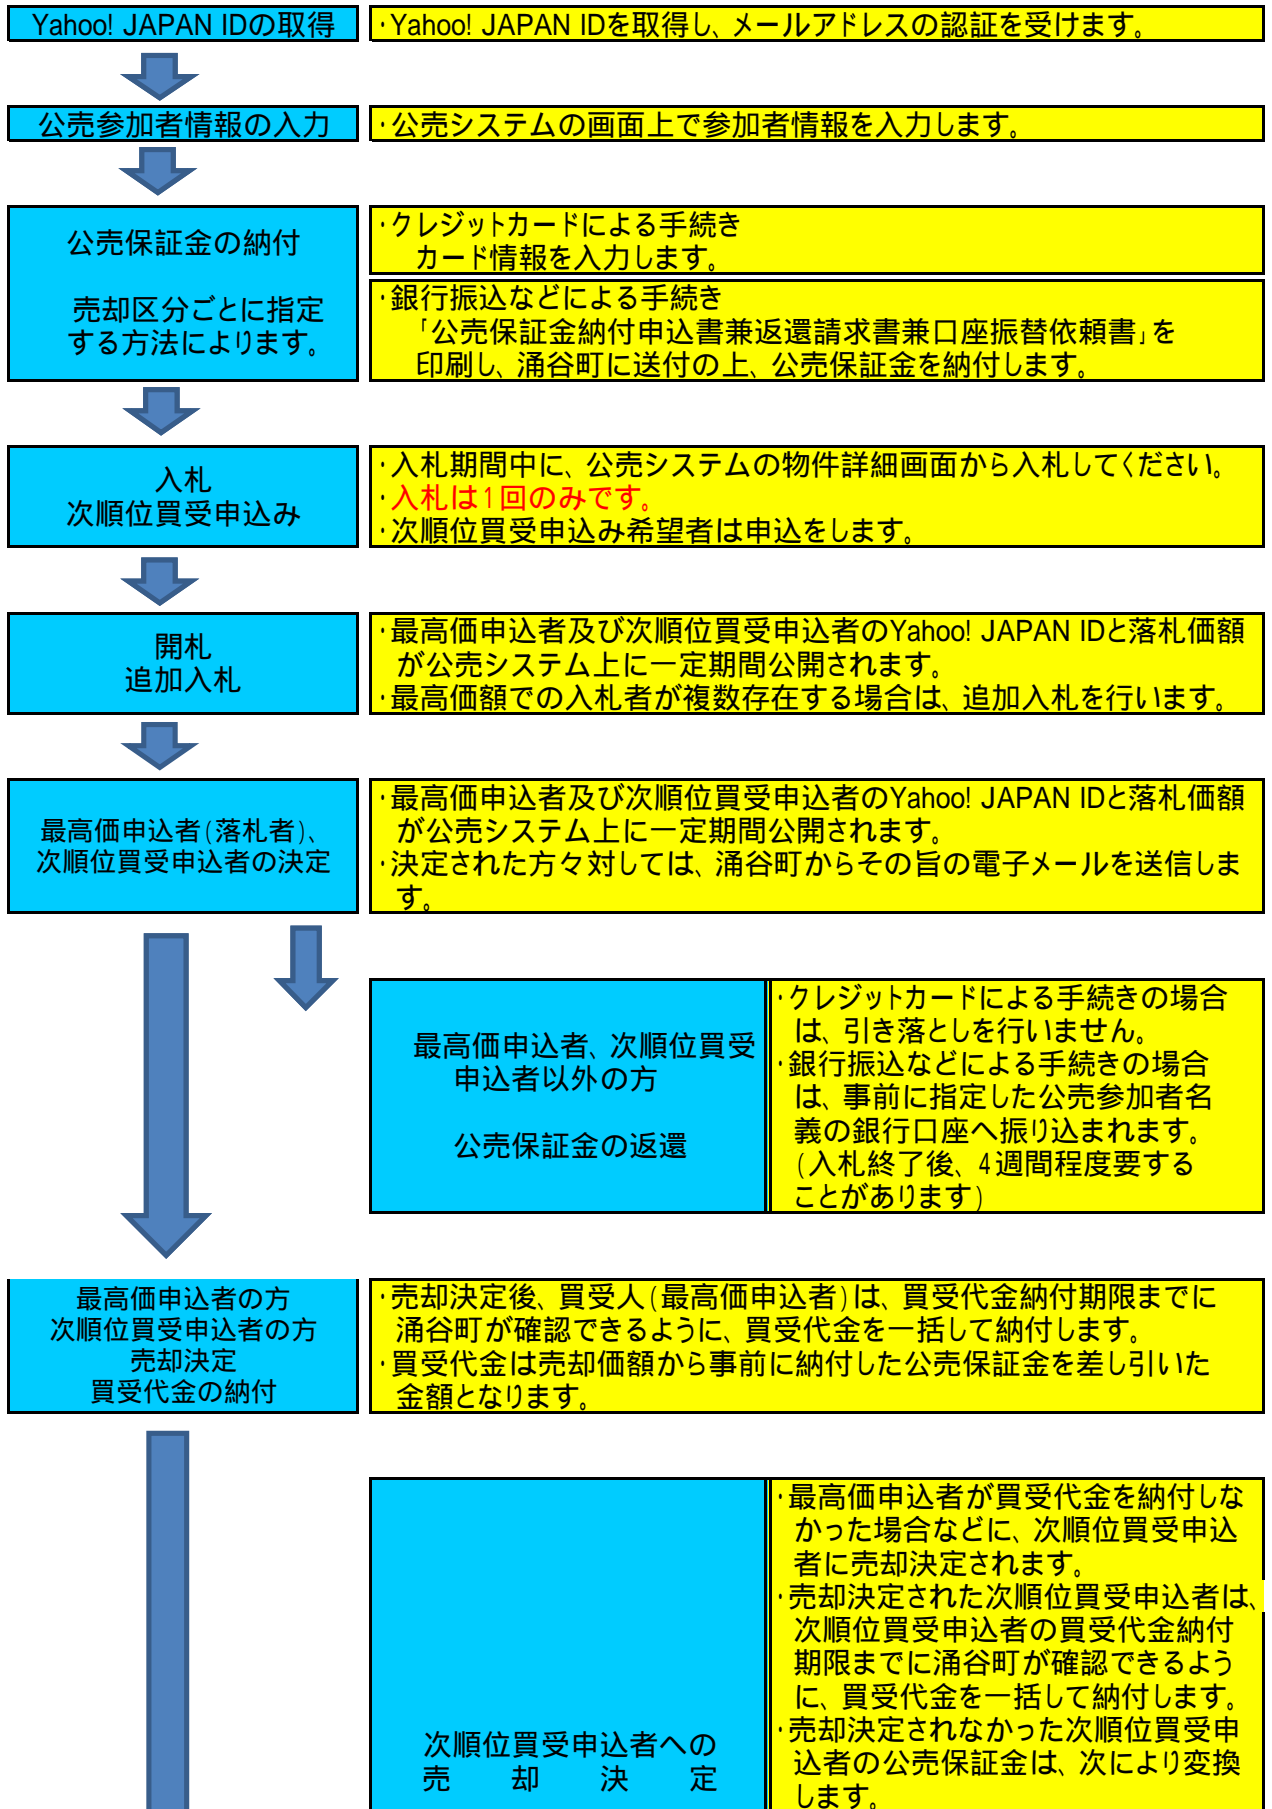 Yahoo! JAPAN IDの取得
・Yahoo! JAPAN IDを取得し、メールアドレスの認証を受けます。
公売参加者情報の入力
・公売システムの画面上で参加者情報を入力します。
公売保証金の納付
売却区分ごとに指定
する方法によります。
・クレジットカードによる手続き
カード情報を入力します。
・銀行振込などによる手続き
「公売保証金納付申込書兼返還請求書兼口座振替依頼書」を
印刷し、涌谷町に送付の上、公売保証金を納付します。
入札
次順位買受申込み
・入札期間中に、公売システムの物件詳細画面から入札してください。
・入札は1回のみです。
・次順位買受申込み希望者は申込をします。
開札
追加入札
・最高価申込者及び次順位買受申込者のYahoo! JAPAN IDと落札価額
が公売システム上に一定期間公開されます。
・最高価額での入札者が複数存在する場合は、追加入札を行います。
最高価申込者(落札者)、
次順位買受申込者の決定
・最高価申込者及び次順位買受申込者のYahoo! JAPAN IDと落札価額
が公売システム上に一定期間公開されます。
・決定された方々対しては、涌谷町からその旨の電子メールを送信しま
す。
最高価申込者、次順位買受
申込者以外の方
公売保証金の返還
・クレジットカードによる手続きの場合
は、引き落としを行いません。
・銀行振込などによる手続きの場合
は、事前に指定した公売参加者名
義の銀行口座へ振り込まれます。
(入札終了後、4週間程度要する
ことがあります)
最高価申込者の方
次順位買受申込者の方
売却決定
買受代金の納付
・売却決定後、買受人(最高価申込者)は、買受代金納付期限までに
涌谷町が確認できるように、買受代金を一括して納付します。
・買受代金は売却価額から事前に納付した公売保証金を差し引いた
金額となります。
次順位買受申込者への
売　却　決　定
・最高価申込者が買受代金を納付しな
かった場合などに、次順位買受申込
者に売却決定されます。
・売却決定された次順位買受申込者は、
次順位買受申込者の買受代金納付
期限までに涌谷町が確認できるよう
に、買受代金を一括して納付します。
・売却決定されなかった次順位買受申
込者の公売保証金は、次により変換
します。